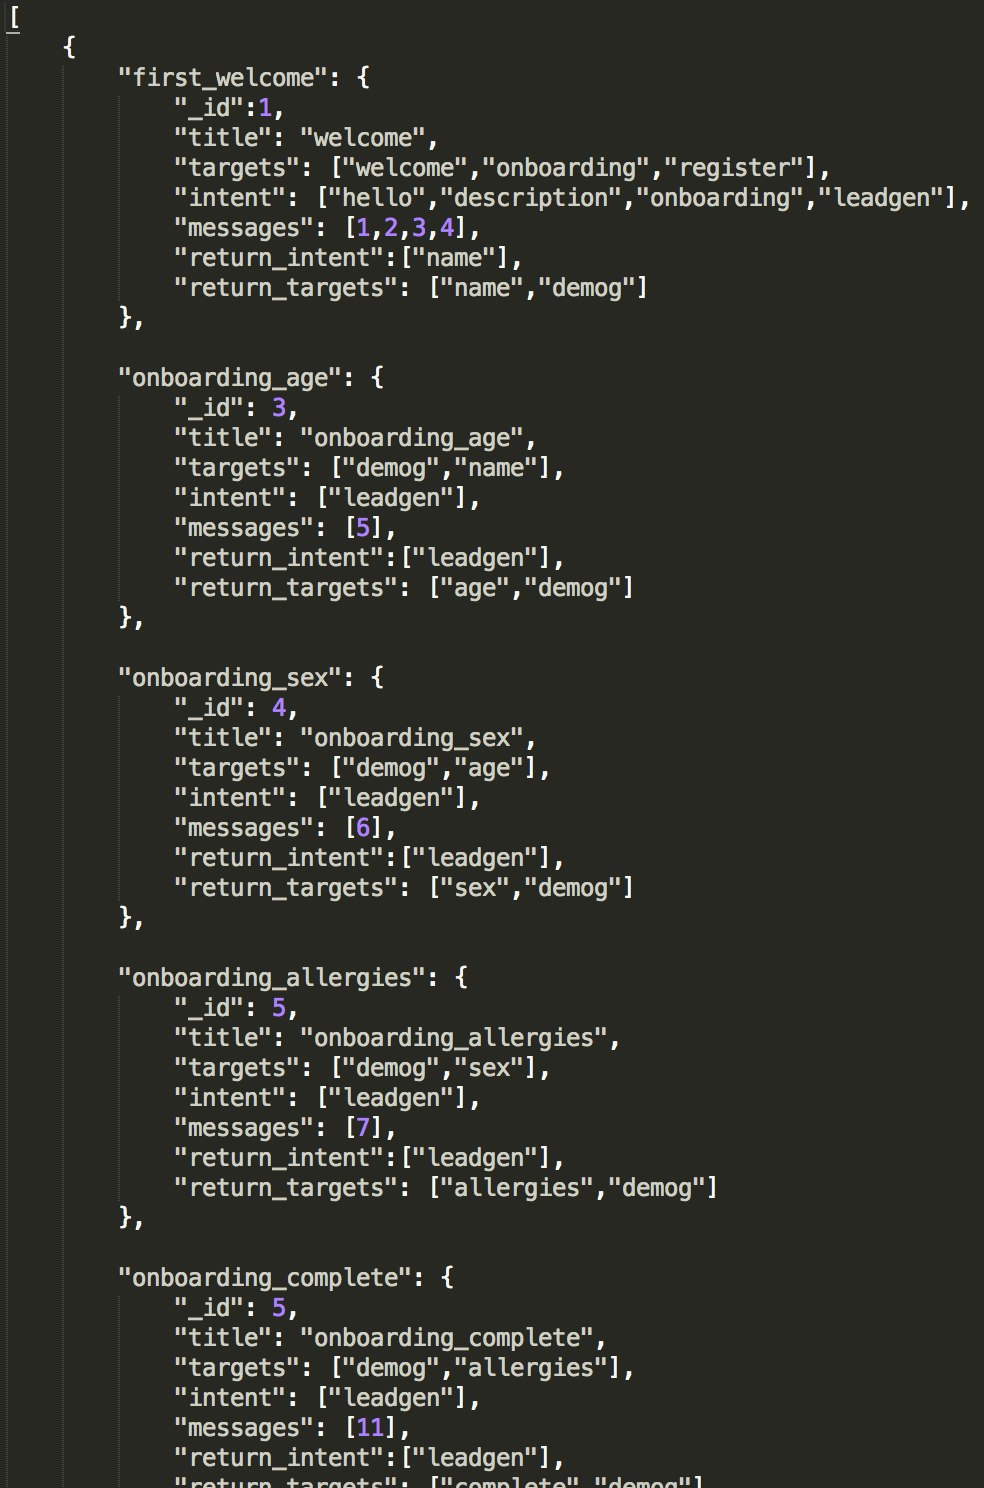 [
    {
        "first_welcome": {
            "_id":1,
            "title": "welcome",
            "targets": ["welcome","onboarding","register"],
            "intent": ["hello","description","onboarding","leadgen"],
            "messages": [1,2,3,4],
            "return_intent":["name"],
            "return_targets": ["name","demog"]
        },
        "onboarding_age": {
            "_id": 3,
            "title": "onboarding_age",
            "targets": ["demog","name"],
            "intent": ["leadgen"],
            "messages": [5],
            "return_intent":["leadgen"],
            "return_targets": ["age","demog"]
        },
        "onboarding_sex": {
            "_id": 4,
            "title": "onboarding_sex",
            "targets": ["demog","age"],
            "intent": ["leadgen"],
            "messages": [6],
            "return_intent":["leadgen"],
            "return_targets": ["sex","demog"]
        },
        "onboarding_allergies": {
            "_id": 5,
            "title": "onboarding_allergies",
            "targets": ["demog","sex"],
            "intent": ["leadgen"],
            "messages": [7],
            "return_intent":["leadgen"],
            "return_targets": ["allergies","demog"]
        },
        "onboarding_complete": {
            "_id": 5,
            "title": "onboarding_complete",
            "targets": ["demog","allergies"],
            "intent": ["leadgen"],
            "messages": [11],
            "return_intent":["leadgen"],
            "return_targets": ["complete","demog"]